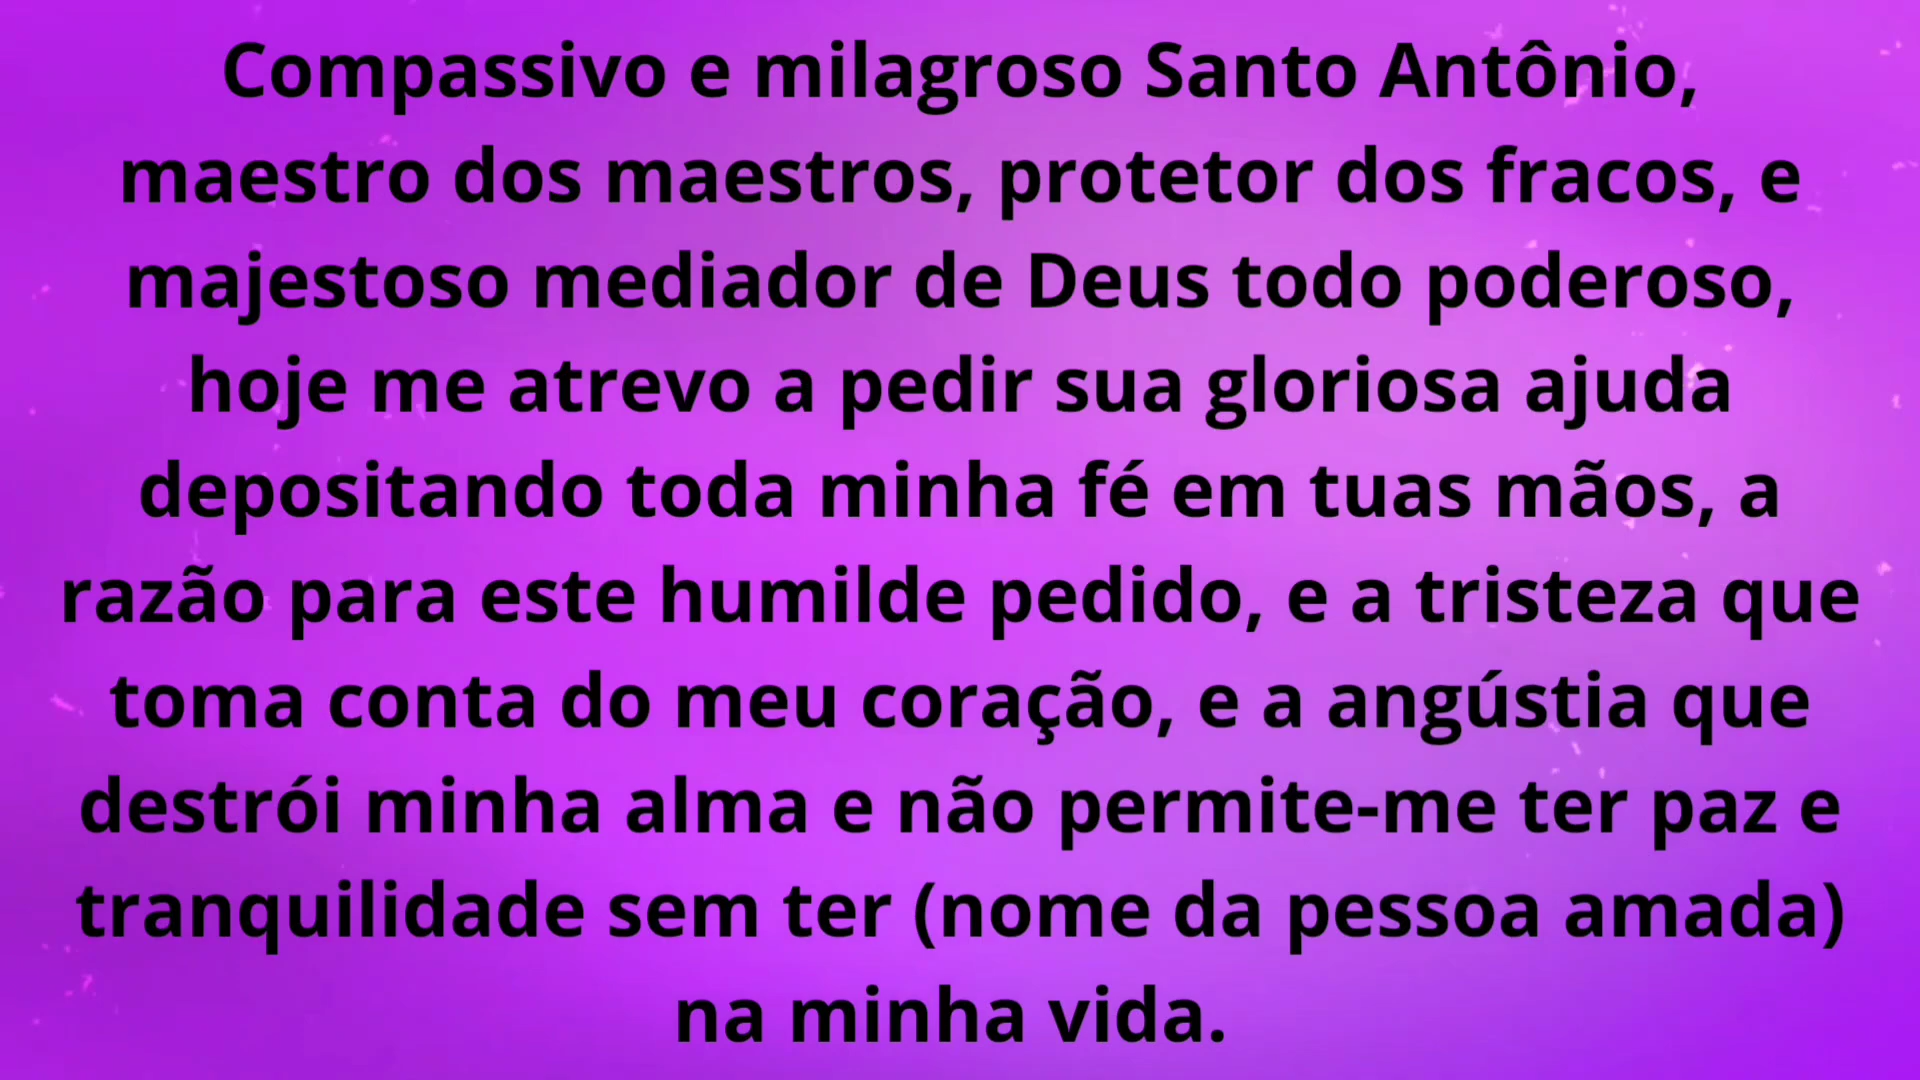 Compassivo e milagroso Santo Antônio,
maestro dos maestros, protetor dos fracos, e
majestoso mediador de Deus todo poderoso,
hoje me atrevo a pedir sua gloriosa ajuda
depositando toda minha fé em tuas mãos, a
razão para este humilde pedido, e a tristeza que
toma conta do meu coração, e a angústia que
destrói minha alma e não permite-me ter paz e
tranquilidade sem ter (nome da pessoa amada)
na minha vida.